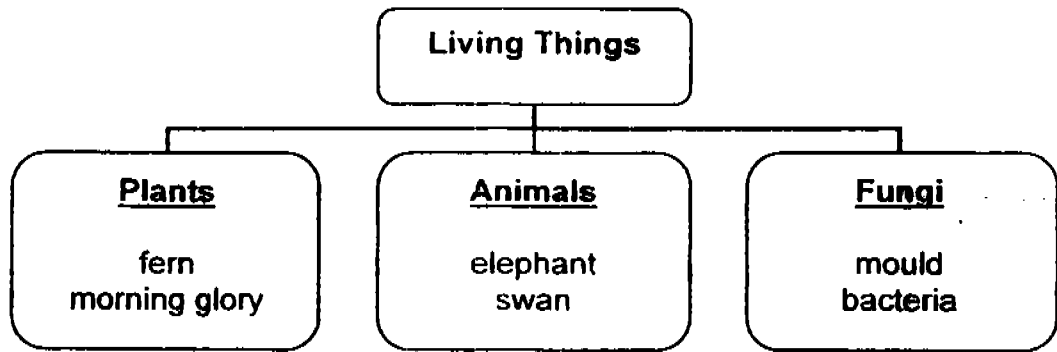 Living Things
Plants
fern
morning glory
Animals
elephant
swan
Fungi
mould
bacteria